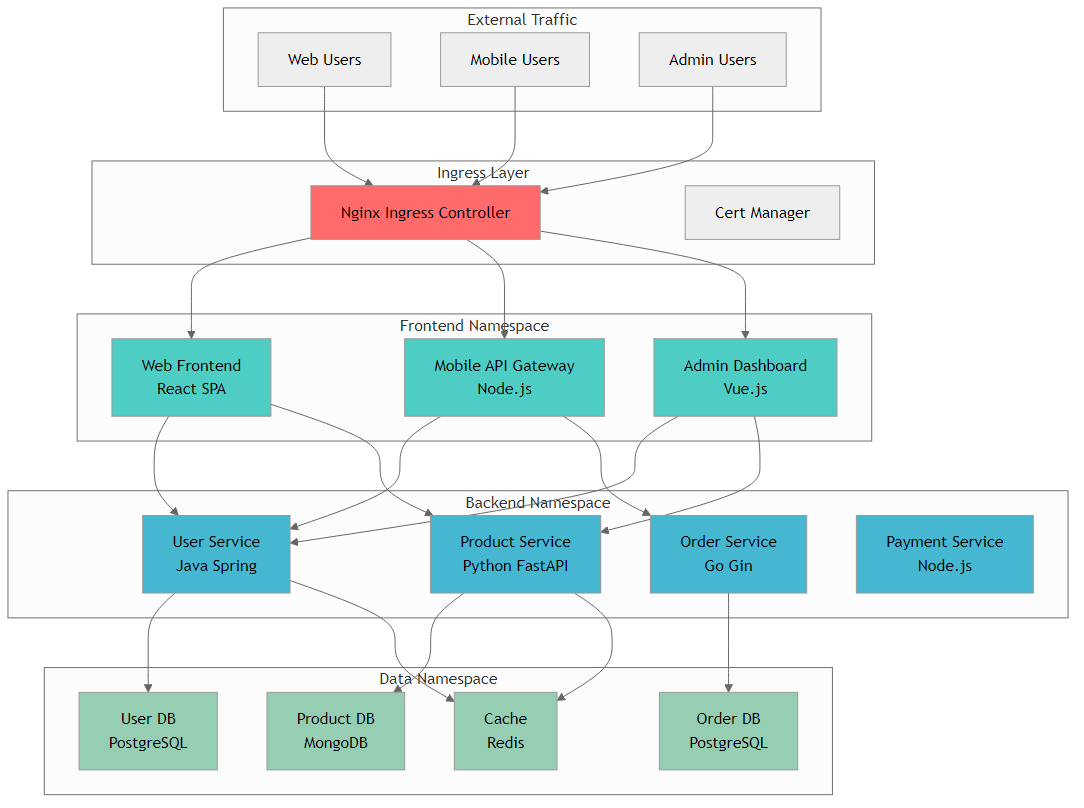 External Traffic
Web Users
Mobile Users
Admin Users
Ingress Layer
Nginx Ingress Controller
Cert Manager
Frontend Namespace
Web Frontend
React SPA
Mobile API Gateway
Node.js
Admin Dashboard
Vue.js
Backend Namespace
User Service
Java Spring
Product Service
Python FastAPI
Order Service
Go Gin
Payment Service
Node.js
Data Namespace
User DB
PostgreSQL
Product DB
MongoDB
Cache
Redis
Order DB
PostgreSQL